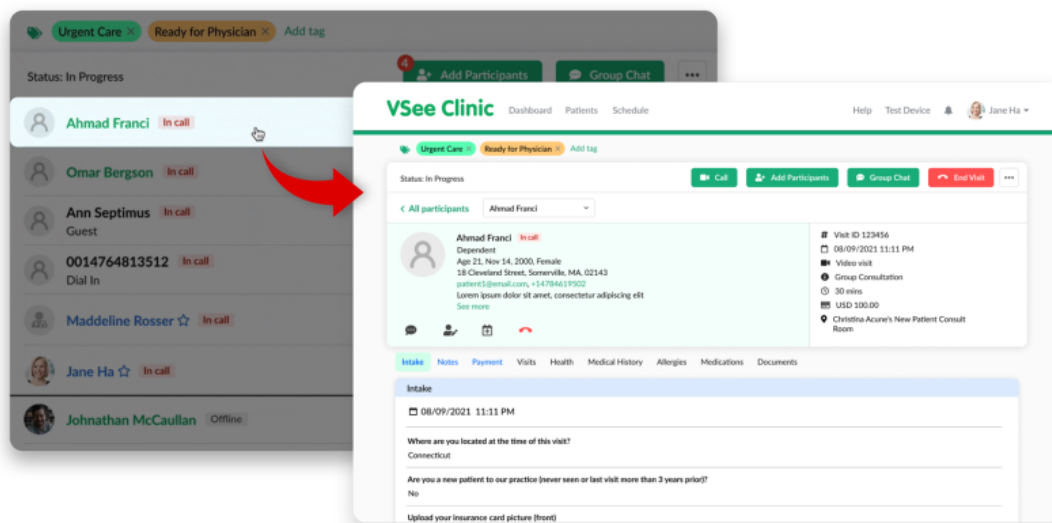 Urgent Care × Ready for Physician × Add tag
Status: In Progress
4
Add Participants Group Chat
Ahmad Franci In call
Omar Bergson In call
Ann Septimus In call
Guest
0014764813512 In call
Dial In
Maddeline Rosser In call
Jane Ha In call
Johnathan McCaullan Offline
VSee Clinic Dashboard Patients Schedule Help Test Device Jane Ha
Urgent Care × Ready for Physician × Add tag
Status: In Progress Call Add Participants Group Chat End Visit
< All participants Ahmad Franci
Ahmad Franci In call
Dependent
Age 21, Nov 14, 2000, Female
18 Cleveland Street, Somerville, MA, 02143
patient1@email.com, +14784619502
Lorem ipsum dolor sit amet, consectetur adipiscing elit
See more
# Visit ID 123456
08/09/2021 11:11 PM
Video visit
Group Consultation
30 mins
USD 100.00
Christina Acune's New Patient Consult
Room
Intake Notes Payment Visits Health Medical History Allergies Medications Documents
Intake
08/09/2021 11:11 PM
Where are you located at the time of this visit?
Connecticut
Are you a new patient to our practice (never seen or last visit more than 3 years prior)?
No
Upload your insurance card picture (front)